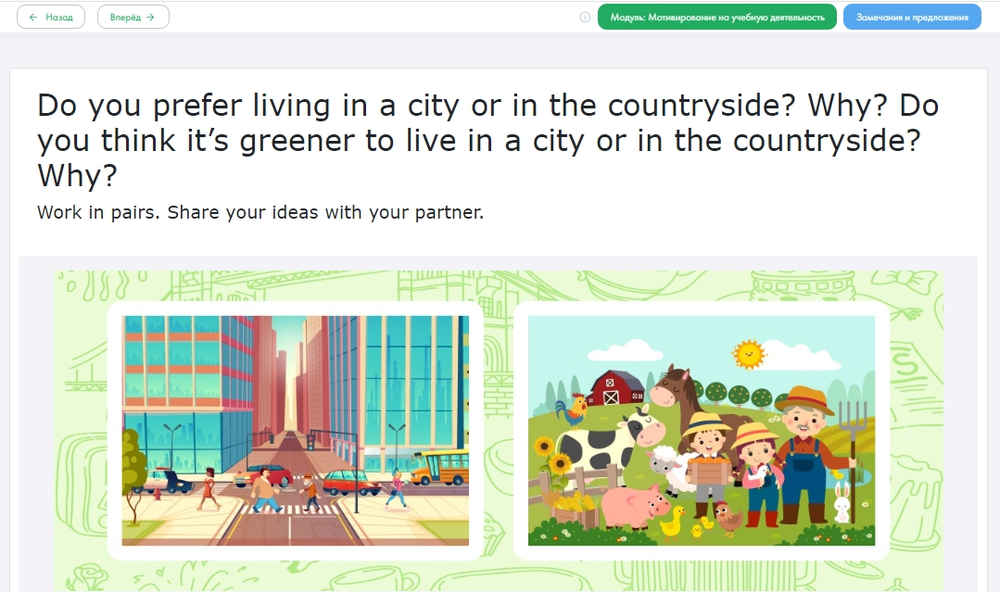 ← Назад
Вперёд →
Модуль: Мотивирование на учебную деятельность
Замечания и предложения
Do you prefer living in a city or in the countryside? Why? Do
you think it’s greener to live in a city or in the countryside?
Why?
Work in pairs. Share your ideas with your partner.